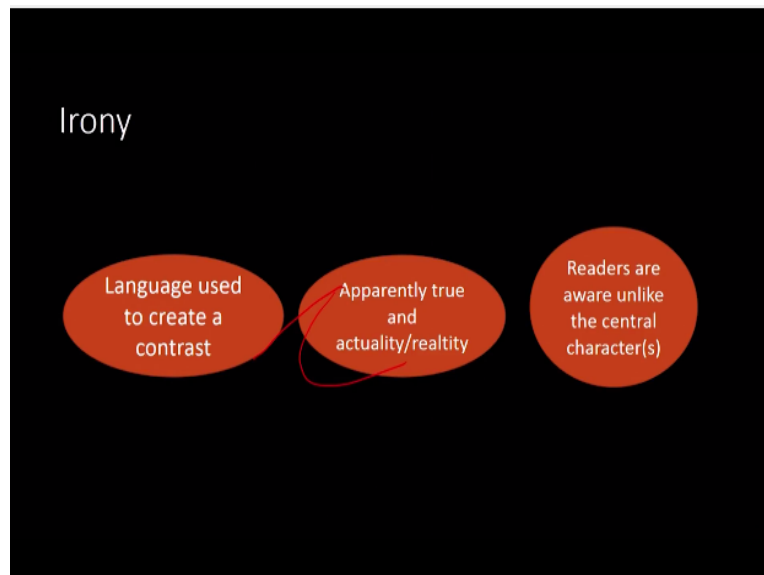 Irony
Language used
to create a
contrast
Apparently true
and
actuality/realtity
Readers are
aware unlike
the central
character(s)